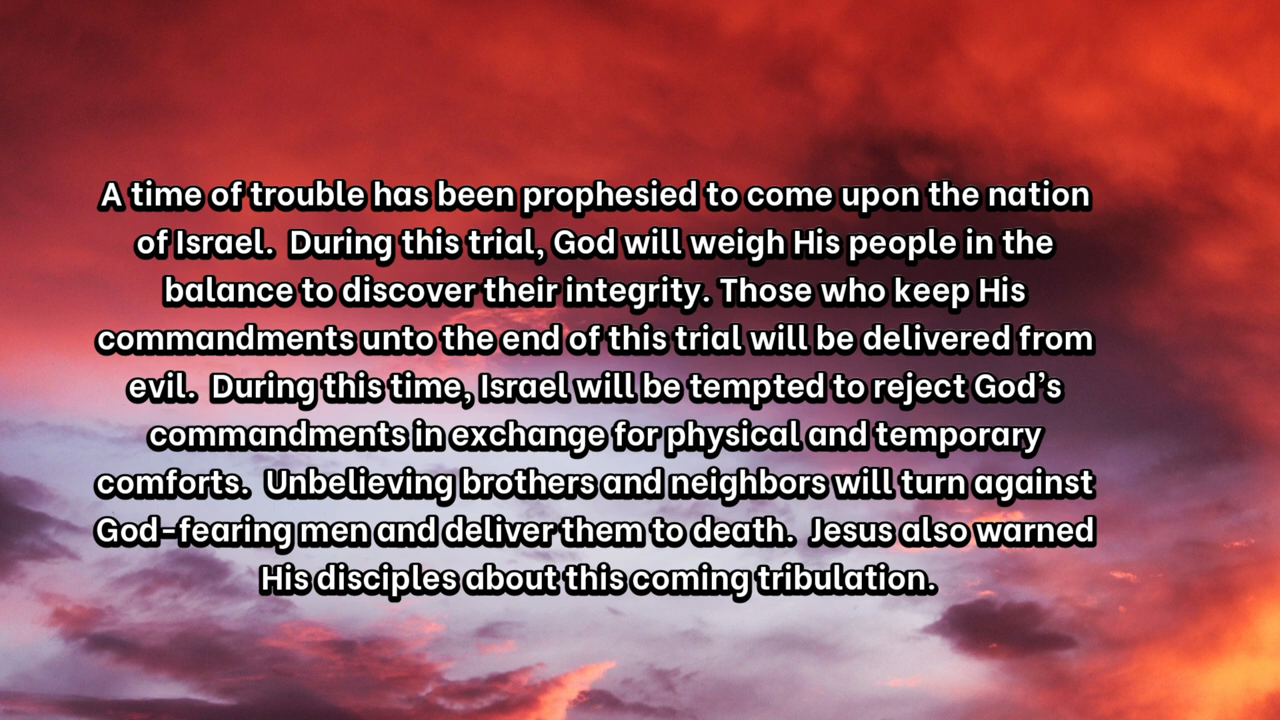 A time of trouble has been prophesied to come upon the nation
of Israel.  During this trial, God will weigh His people in the
balance to discover their integrity. Those who keep His
commandments unto the end of this trial will be delivered from
evil.  During this time, Israel will be tempted to reject God’s
commandments in exchange for physical and temporary
comforts.  Unbelieving brothers and neighbors will turn against
God-fearing men and deliver them to death.  Jesus also warned
His disciples about this coming tribulation.